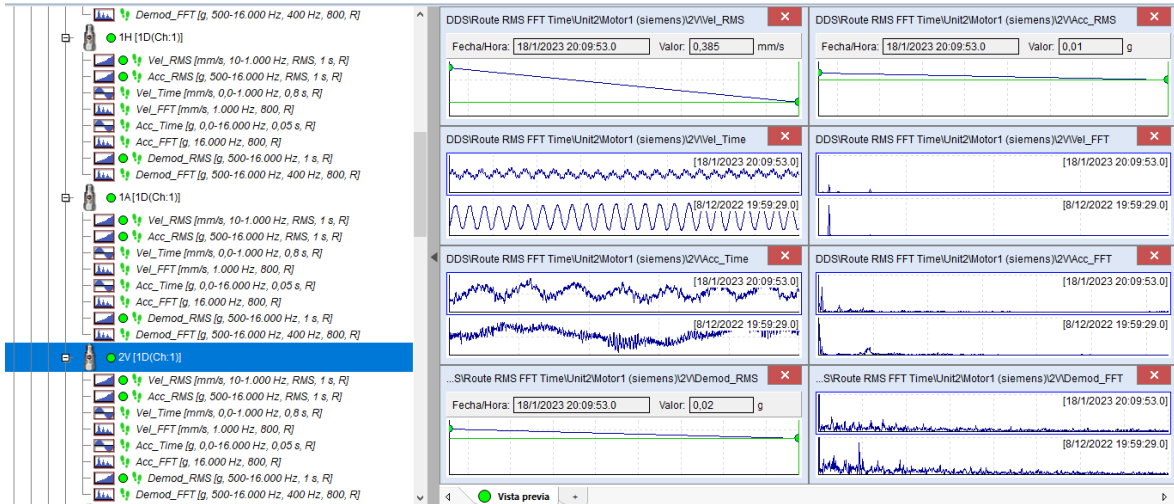 Demod_FFT [g, 500-16.000 Hz, 400 Hz, 800, R]
1H [1D(Ch:1)]
Vel_RMS [mm/s, 10-1.000 Hz, RMS, 1 s, R]
Acc_RMS [g, 500-16.000 Hz, RMS, 1 s, R]
Vel_Time [mm/s, 0,0-1.000 Hz, 0,8 s, R]
Vel_FFT [mm/s, 1.000 Hz, 800, R]
Acc_Time [g, 0,0-16.000 Hz, 0,05 s, R]
Acc_FFT [g, 16.000 Hz, 800, R]
Demod_RMS [g, 500-16.000 Hz, 1 s, R]
Demod_FFT [g, 500-16.000 Hz, 400 Hz, 800, R]
1A [1D(Ch:1)]
Vel_RMS [mm/s, 10-1.000 Hz, RMS, 1 s, R]
Acc_RMS [g, 500-16.000 Hz, RMS, 1 s, R]
Vel_Time [mm/s, 0,0-1.000 Hz, 0,8 s, R]
Vel_FFT [mm/s, 1.000 Hz, 800, R]
Acc_Time [g, 0,0-16.000 Hz, 0,05 s, R]
Acc_FFT [g, 16.000 Hz, 800, R]
Demod_RMS [g, 500-16.000 Hz, 1 s, R]
Demod_FFT [g, 500-16.000 Hz, 400 Hz, 800, R]
2V [1D(Ch:1)]
Vel_RMS [mm/s, 10-1.000 Hz, RMS, 1 s, R]
Acc_RMS [g, 500-16.000 Hz, RMS, 1 s, R]
Vel_Time [mm/s, 0,0-1.000 Hz, 0,8 s, R]
Vel_FFT [mm/s, 1.000 Hz, 800, R]
Acc_Time [g, 0,0-16.000 Hz, 0,05 s, R]
Acc_FFT [g, 16.000 Hz, 800, R]
Demod_RMS [g, 500-16.000 Hz, 1 s, R]
Demod_FFT [g, 500-16.000 Hz, 400 Hz, 800, R]
DDS\Route RMS FFT Time\Unit2\Motor1 (siemens)\2V\Vel_RMS
Fecha/Hora: 18/1/2023 20:09:53.0 Valor: 0,385 mm/s
DDS\Route RMS FFT Time\Unit2\Motor1 (siemens)\2V\Acc_RMS
Fecha/Hora: 18/1/2023 20:09:53.0 Valor: 0,01 g
DDS\Route RMS FFT Time\Unit2\Motor1 (siemens)\2V\Vel_Time
[18/1/2023 20:09:53.0]
[8/12/2022 19:59:29.0]
DDS\Route RMS FFT Time\Unit2\Motor1 (siemens)\2V\Vel_FFT
[18/1/2023 20:09:53.0]
[8/12/2022 19:59:29.0]
DDS\Route RMS FFT Time\Unit2\Motor1 (siemens)\2V\Acc_Time
[18/1/2023 20:09:53.0]
[8/12/2022 19:59:29.0]
DDS\Route RMS FFT Time\Unit2\Motor1 (siemens)\2V\Acc_FFT
[18/1/2023 20:09:53.0]
[8/12/2022 19:59:29.0]
...S\Route RMS FFT Time\Unit2\Motor1 (siemens)\2V\Demod_RMS
Fecha/Hora: 18/1/2023 20:09:53.0 Valor: 0,02 g
...S\Route RMS FFT Time\Unit2\Motor1 (siemens)\2V\Demod_FFT
[18/1/2023 20:09:53.0]
[8/12/2022 19:59:29.0]
Vista previa +